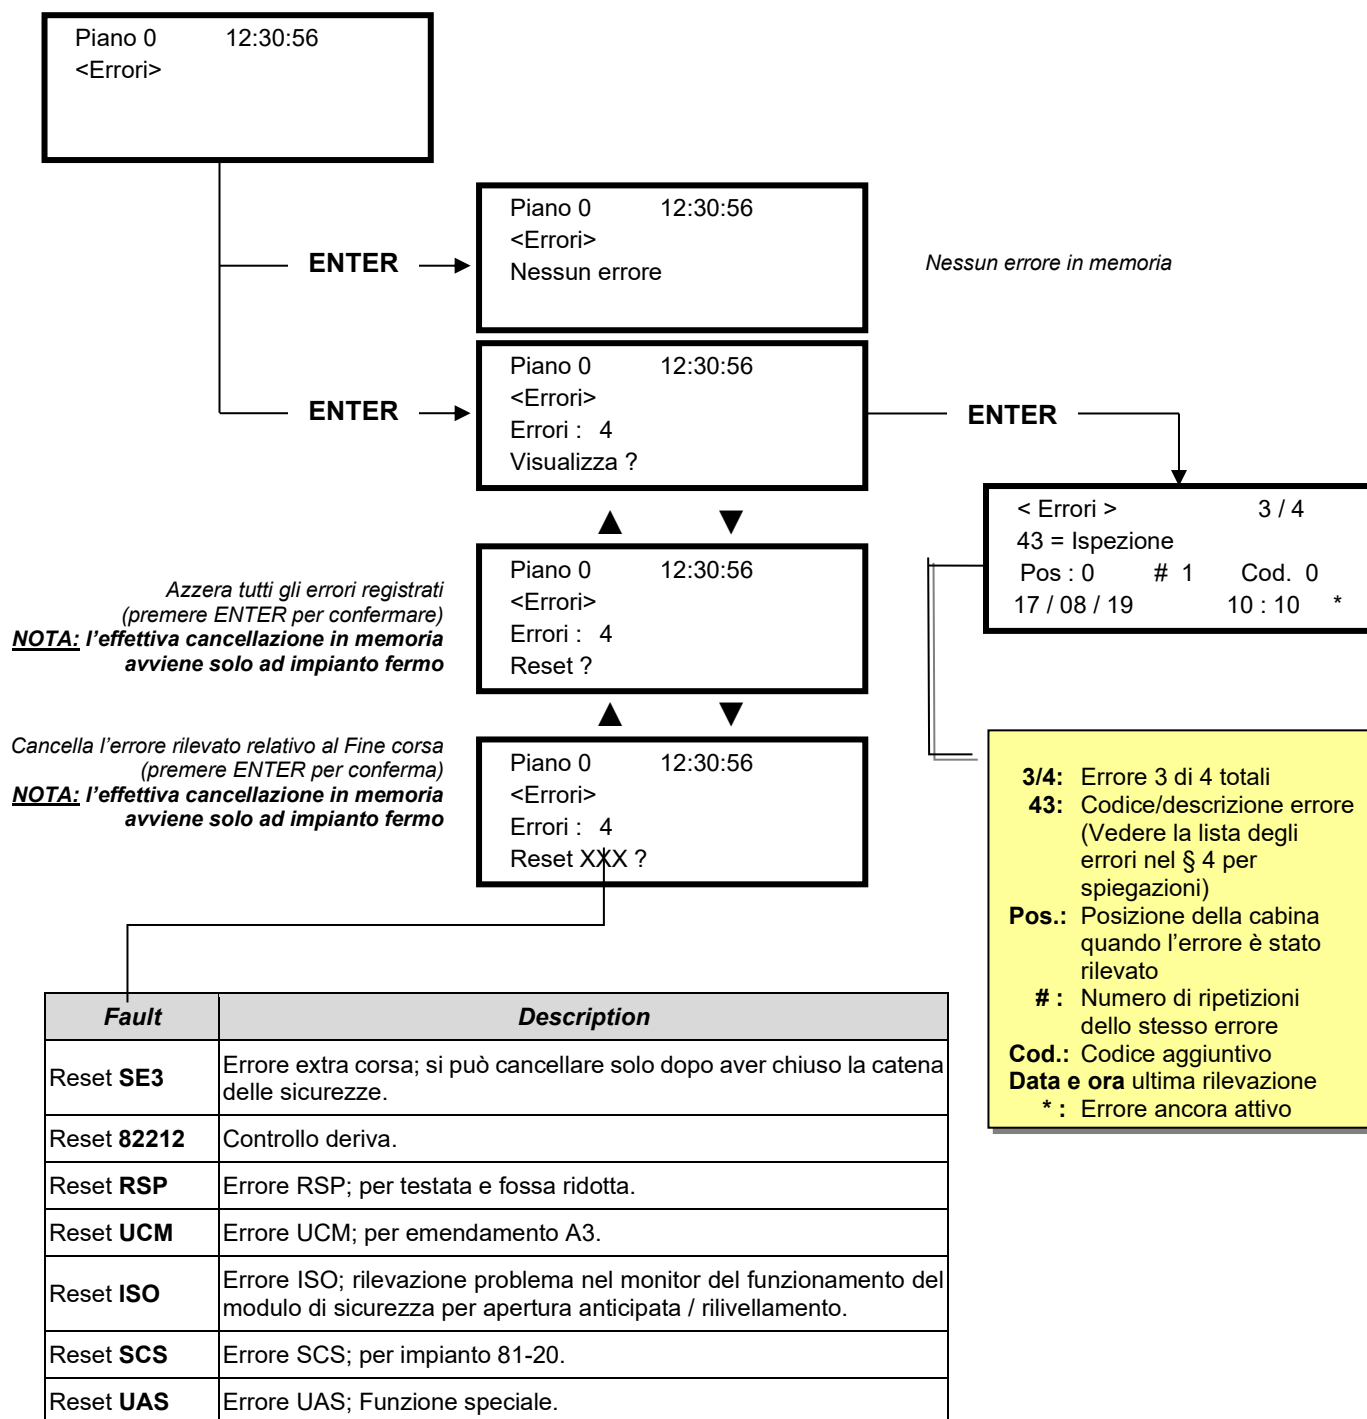 Piano 0 12:30:56
<Errori>
ENTER
Piano 0 12:30:56
<Errori>
Nessun errore
Nessun errore in memoria
ENTER
Piano 0 12:30:56
<Errori>
Errori : 4
Visualizza ?
ENTER
< Errori > 3 / 4
43 = Ispezione
Pos : 0 # 1 Cod. 0
17 / 08 / 19 10 : 10 *
▲ ▼
Azzera tutti gli errori registrati
(premere ENTER per confermare)
NOTA: l'effettiva cancellazione in memoria
avviene solo ad impianto fermo
Piano 0 12:30:56
<Errori>
Errori : 4
Reset ?
▲ ▼
Cancella l'errore rilevato relativo al Fine corsa
(premere ENTER per conferma)
NOTA: l'effettiva cancellazione in memoria
avviene solo ad impianto fermo
Piano 0 12:30:56
<Errori>
Errori : 4
Reset XXX ?
3/4: Errore 3 di 4 totali
43: Codice/descrizione errore
(Vedere la lista degli
errori nel § 4 per
spiegazioni)
Pos.: Posizione della cabina
quando l'errore è stato
rilevato
# : Numero di ripetizioni
dello stesso errore
Cod.: Codice aggiuntivo
Data e ora ultima rilevazione
* : Errore ancora attivo
Fault Description
Reset SE3 Errore extra corsa; si può cancellare solo dopo aver chiuso la catena
delle sicurezze.
Reset 82212 Controllo deriva.
Reset RSP Errore RSP; per testata e fossa ridotta.
Reset UCM Errore UCM; per emendamento A3.
Reset ISO Errore ISO; rilevazione problema nel monitor del funzionamento del
modulo di sicurezza per apertura anticipata / rilivellamento.
Reset SCS Errore SCS; per impianto 81-20.
Reset UAS Errore UAS; Funzione speciale.